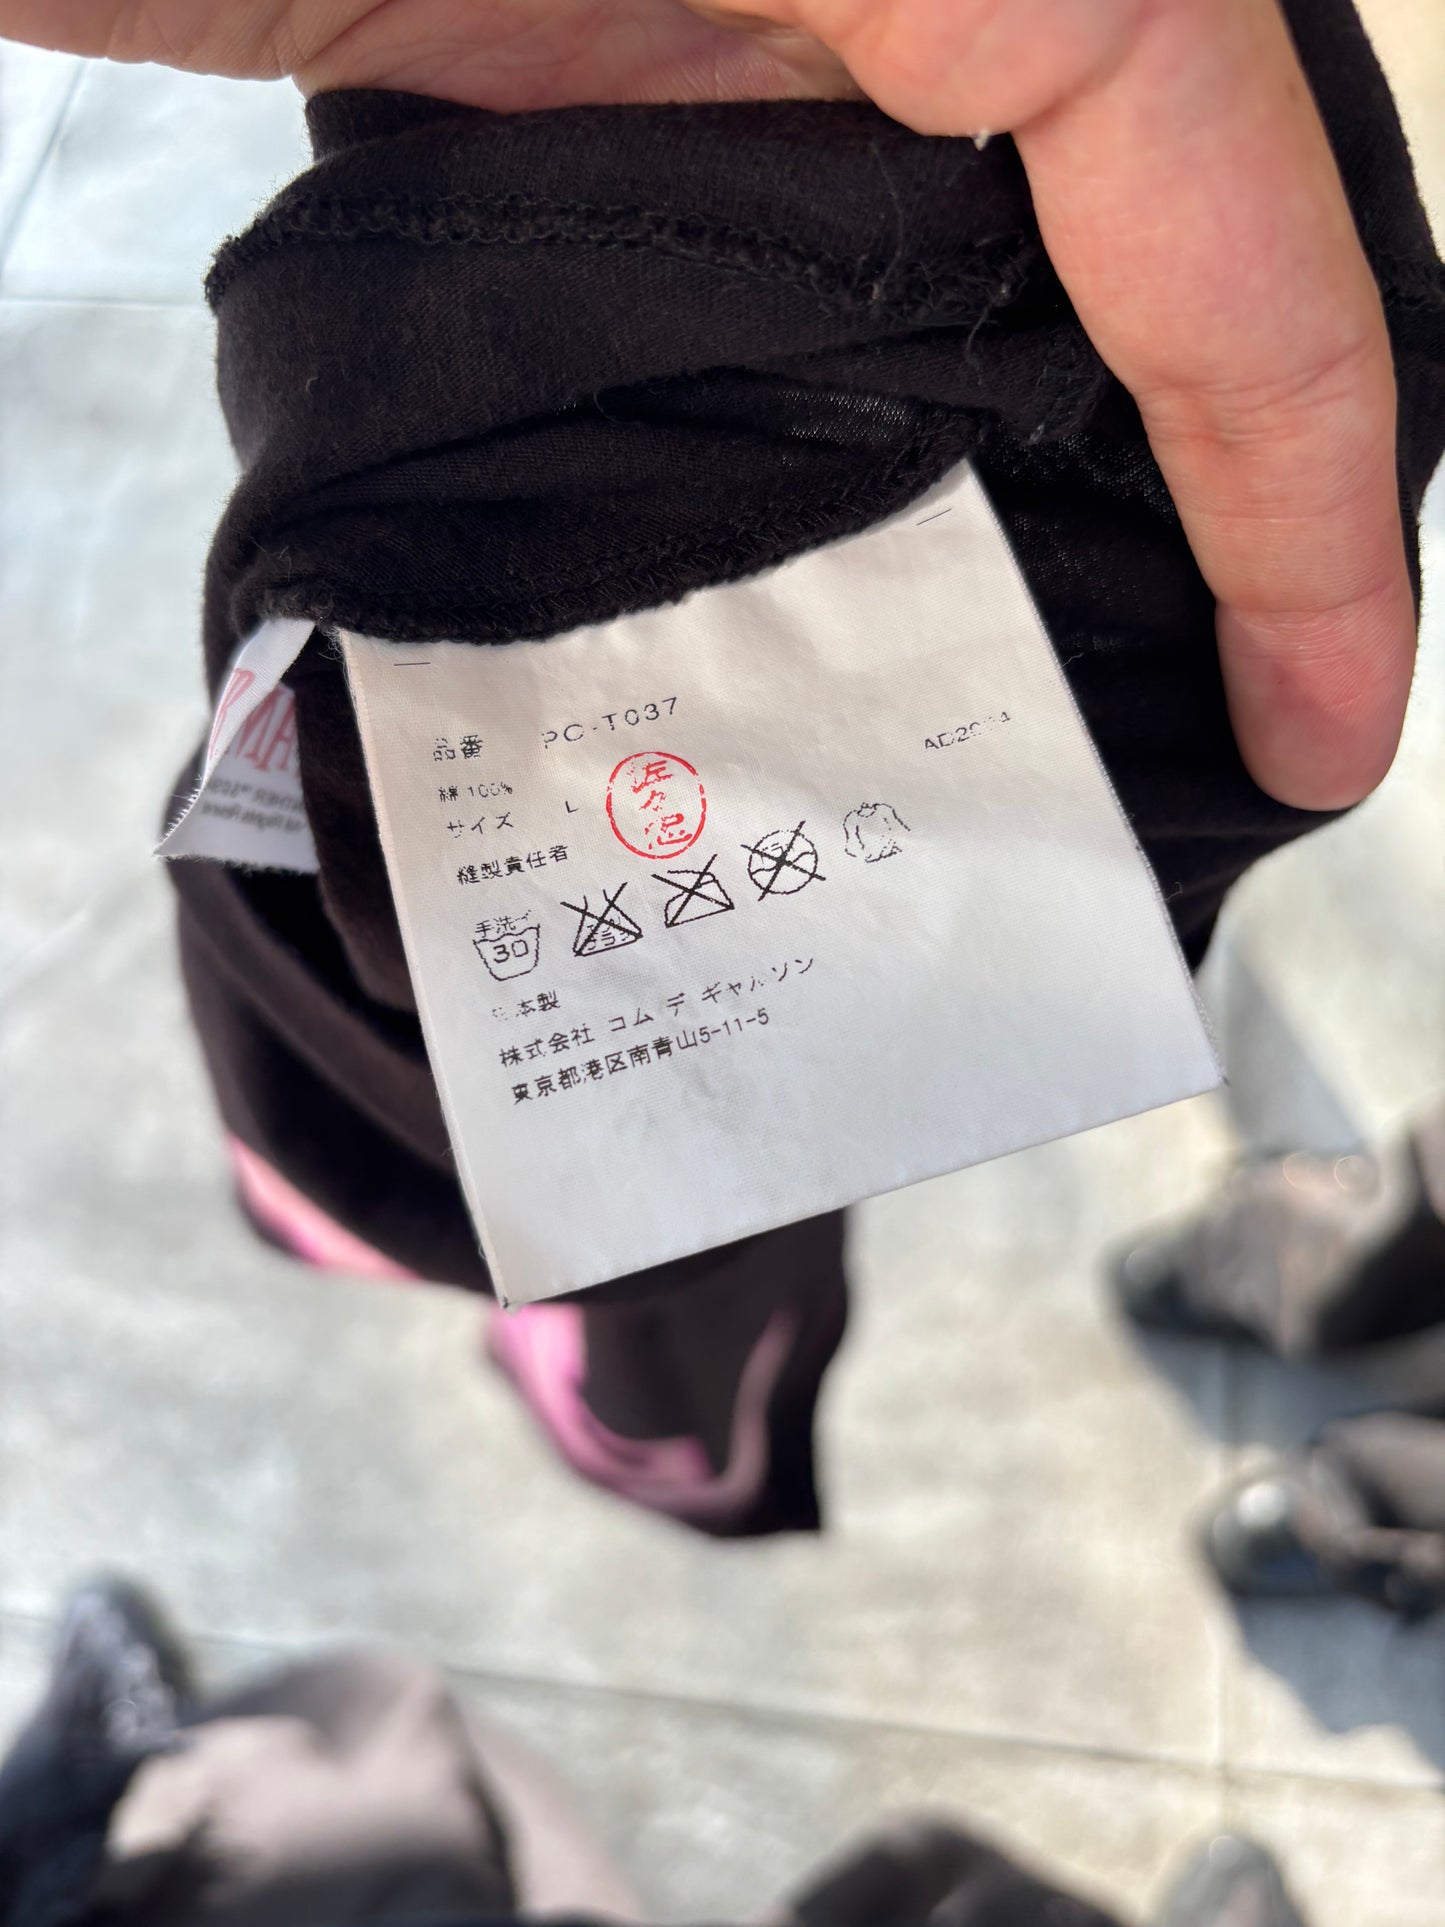 品番 PC-T037
AD2014
綿 100%
サイズ L
縫製責任者
佐々
手洗イ
30
日本製
株式会社 コム デ ギャルソン
東京都港区南青山5-11-5